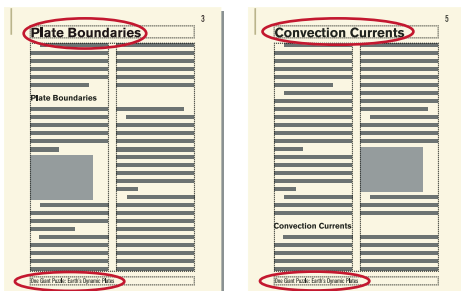 3
Plate Boundaries
Plate Boundaries
One Giant Puzzle: Earth's Dynamic Plates
5
Convection Currents
Convection Currents
One Giant Puzzle: Earth's Dynamic Plates